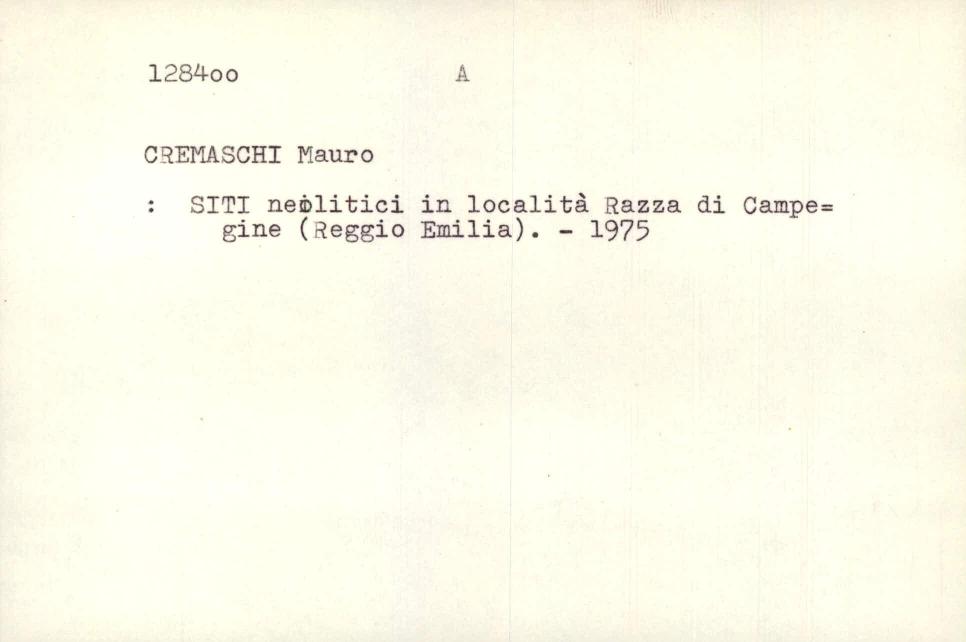 128400 A
CREMASCHI Mauro
: SITI neolitici in località Razza di Campe=
gine (Reggio Emilia). - 1975